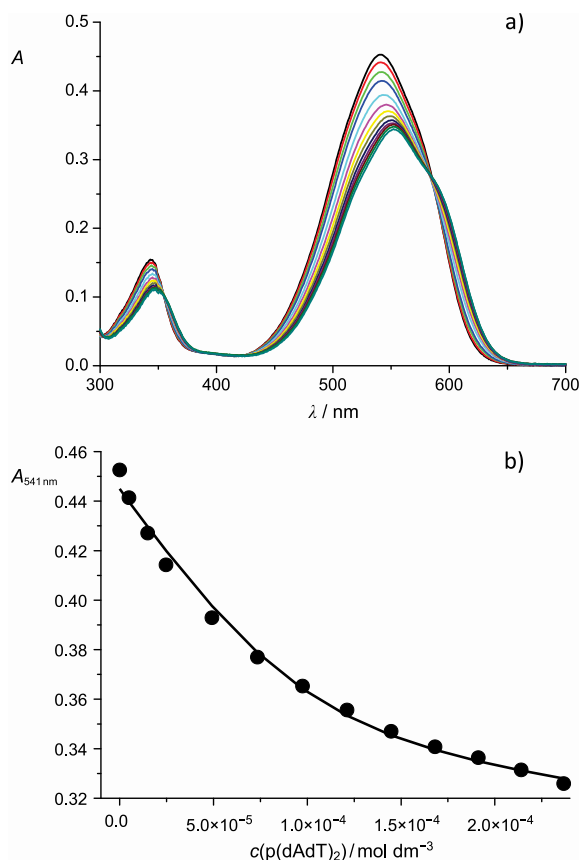 a)
A
0.5
0.4
0.3
0.2
0.1
0.0
300 400 500 600 700
λ / nm
b)
A541 nm
0.46
0.44
0.42
0.40
0.38
0.36
0.34
0.32
0.0 5.0×10⁻⁵ 1.0×10⁻⁴ 1.5×10⁻⁴ 2.0×10⁻⁴
c(p(dAdT)₂) / mol dm⁻³